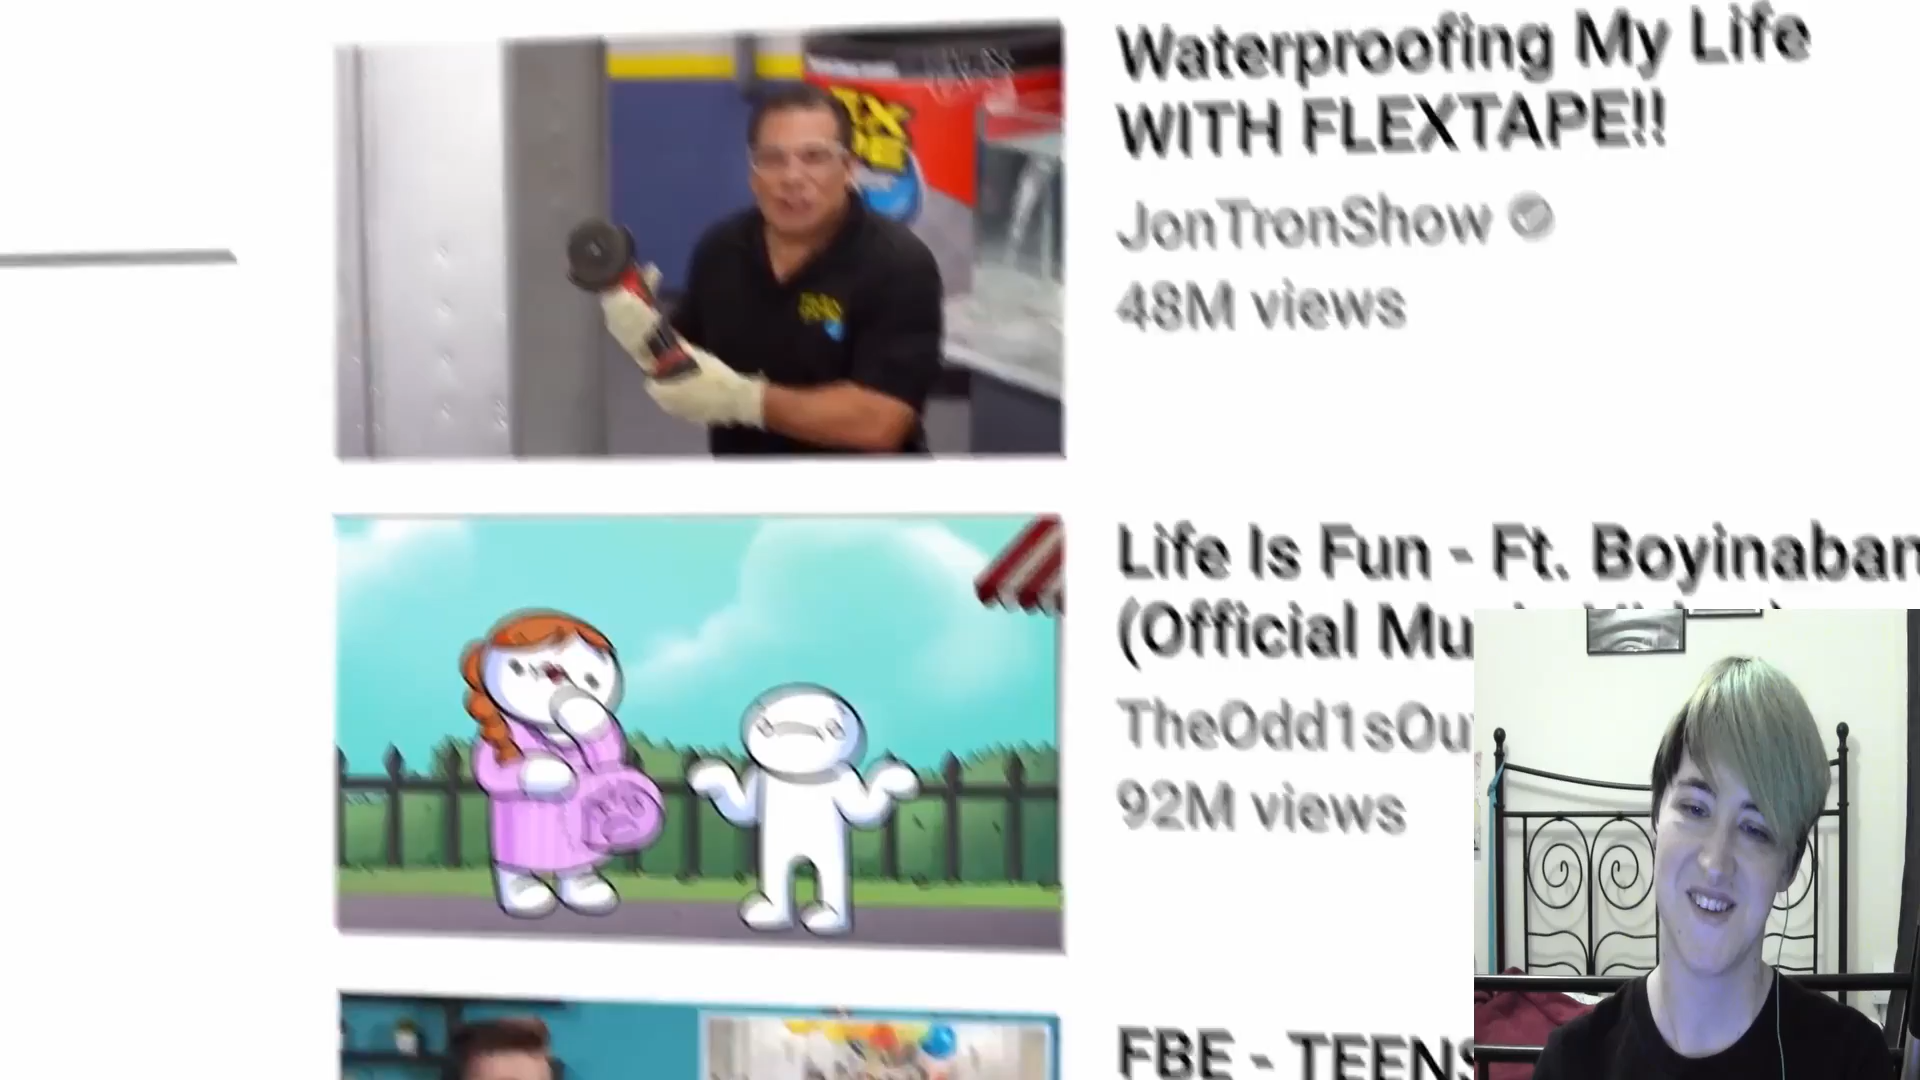 Waterproofing My Life
WITH FLEXTAPE!!
JonTronShow
48M views
Life Is Fun - Ft. Boyinaban
(Official Mu
TheOdd1sOu
92M views
FBE - TEENS